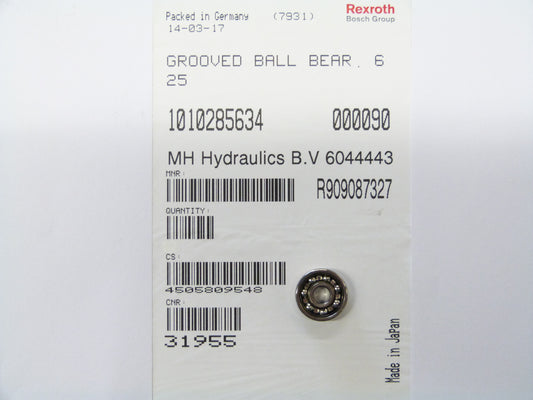 Packed in Germany (7931) Rexroth
14-03-17 Bosch Group
GROOVED BALL BEAR. 6
25
1010285634 000090
MH Hydraulics B.V 6044443
MNR:
R909087327
QUANTITY:
CS:
4505809548
CNR:
31955
Made in JaPan